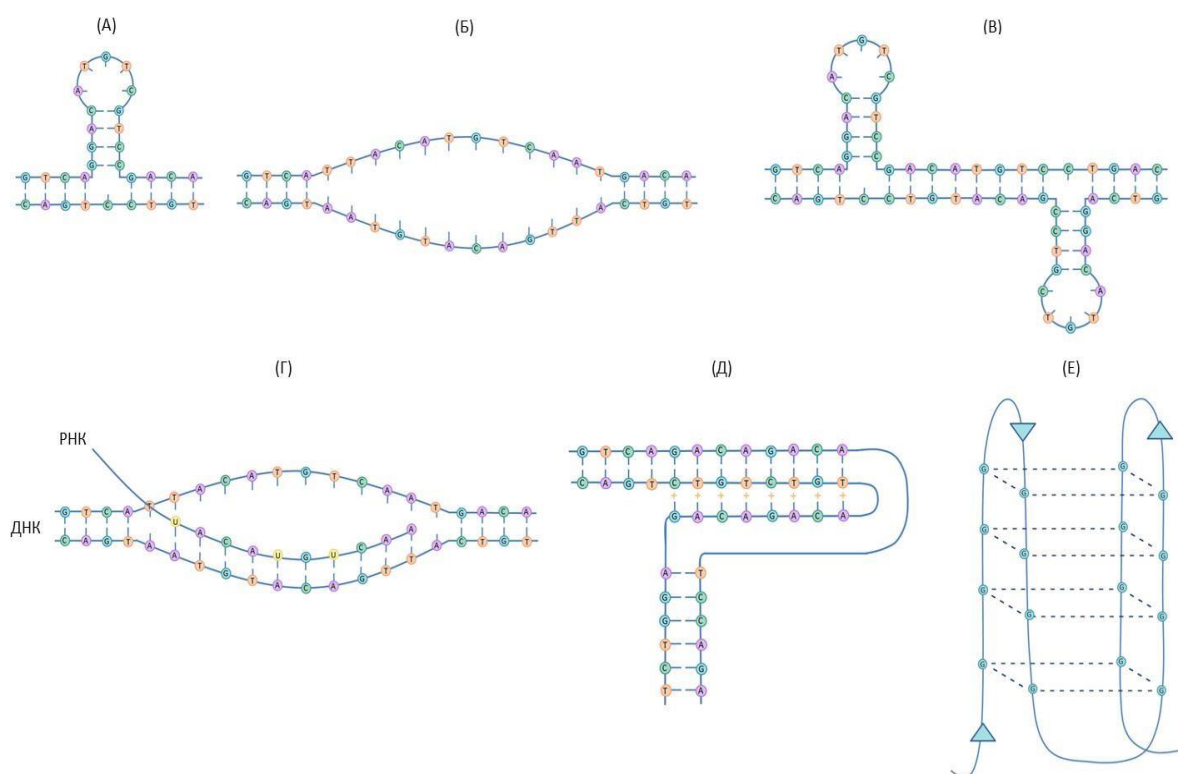 (А)
(Б)
(В)
T G T
A C
C G
A T
G C
G C
G T C A G A C A
C A G T C C T G T
G T C A T T A C A T G T C A A T G A C A
C A G T A A T G T A C A G T T A C T G T
T G T
A C
C G
A T
G C
G C
G T C A G A C A T G T C C T G A C
C A G T C C T G T A C A G A C T G
C G
C G
T A
G C
C A
T G T
(Г)
(Д)
(Е)
РНК
ДНК
G T C A T T A C A T G T C A A T G A C A
U A C A U G U C A A
C A G T A A T G T A C A G T T A C T G T
G T C A G A C A G A C A
C A G T C T G T C T G T
+ + + + + + + +
G A C A G A C A
A T
G C
G C
T A
C G
T A
G G
G G
G G
G G
G G
G G
G G
G G